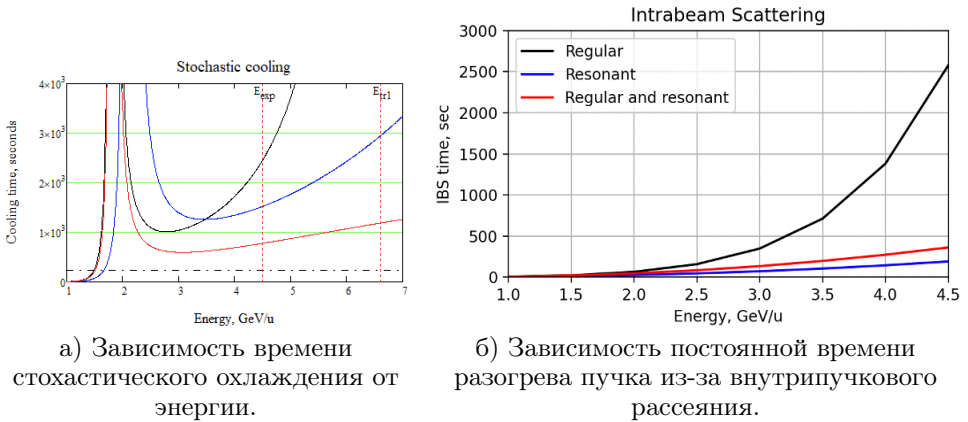 Stochastic cooling
Cooling time, seconds
4×10³
3×10³
2×10³
1×10³
0
E_exp
E_tr1
1 2 3 4 5 6 7
Energy, GeV/u
а) Зависимость времени
стохастического охлаждения от
энергии.
Intrabeam Scattering
Regular
Resonant
Regular and resonant
IBS time, sec
3000
2500
2000
1500
1000
500
0
1.0 1.5 2.0 2.5 3.0 3.5 4.0 4.5
Energy, GeV/u
б) Зависимость постоянной времени
разогрева пучка из-за внутрипучкового
рассеяния.